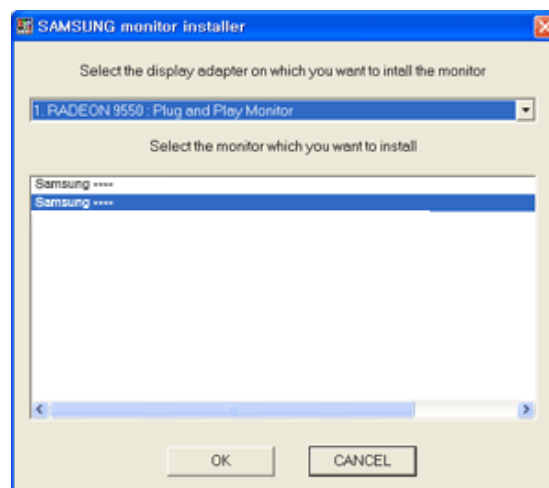 SAMSUNG monitor installer
Select the display adapter on which you want to intall the monitor
1. RADEON 9550 : Plug and Play Monitor
Select the monitor which you want to install
Samsung ----
Samsung ----
OK
CANCEL